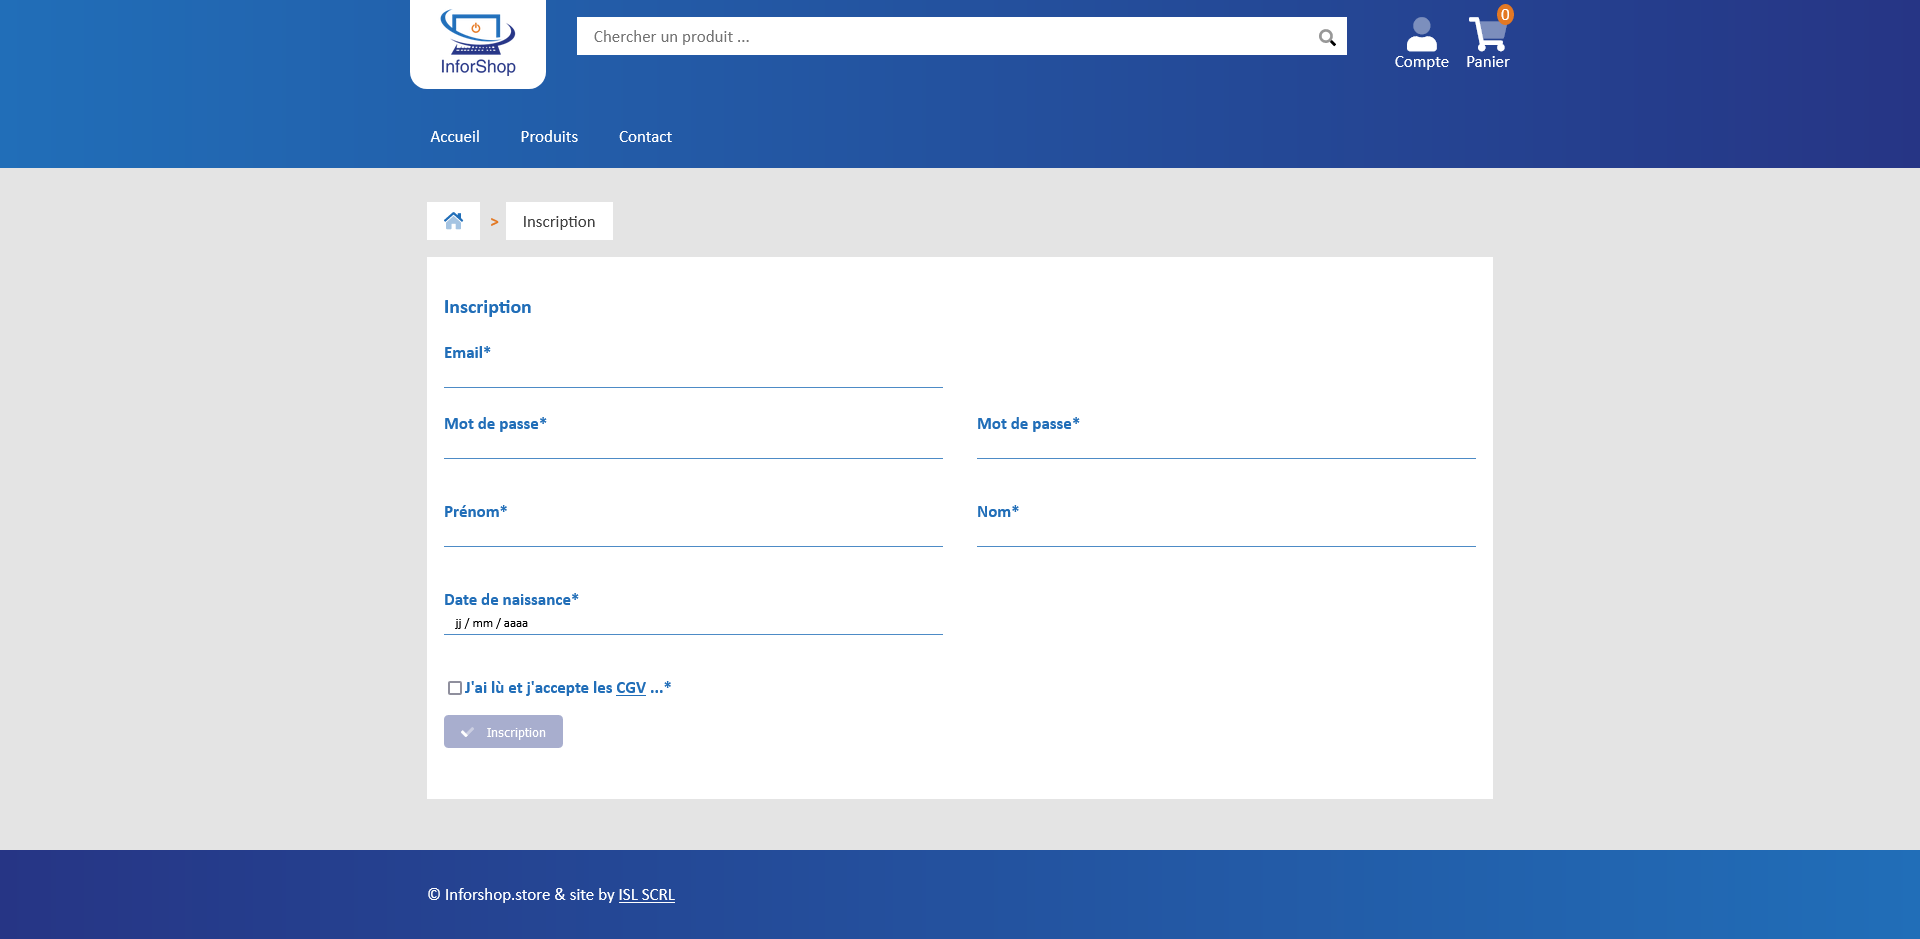 InforShop
Chercher un produit ...
0
Compte
Panier
Accueil
Produits
Contact
>
Inscription
Inscription
Email*
Mot de passe*
Mot de passe*
Prénom*
Nom*
Date de naissance*
jj / mm / aaaa
J'ai lù et j'accepte les CGV ...*
Inscription
© Inforshop.store & site by ISL SCRL